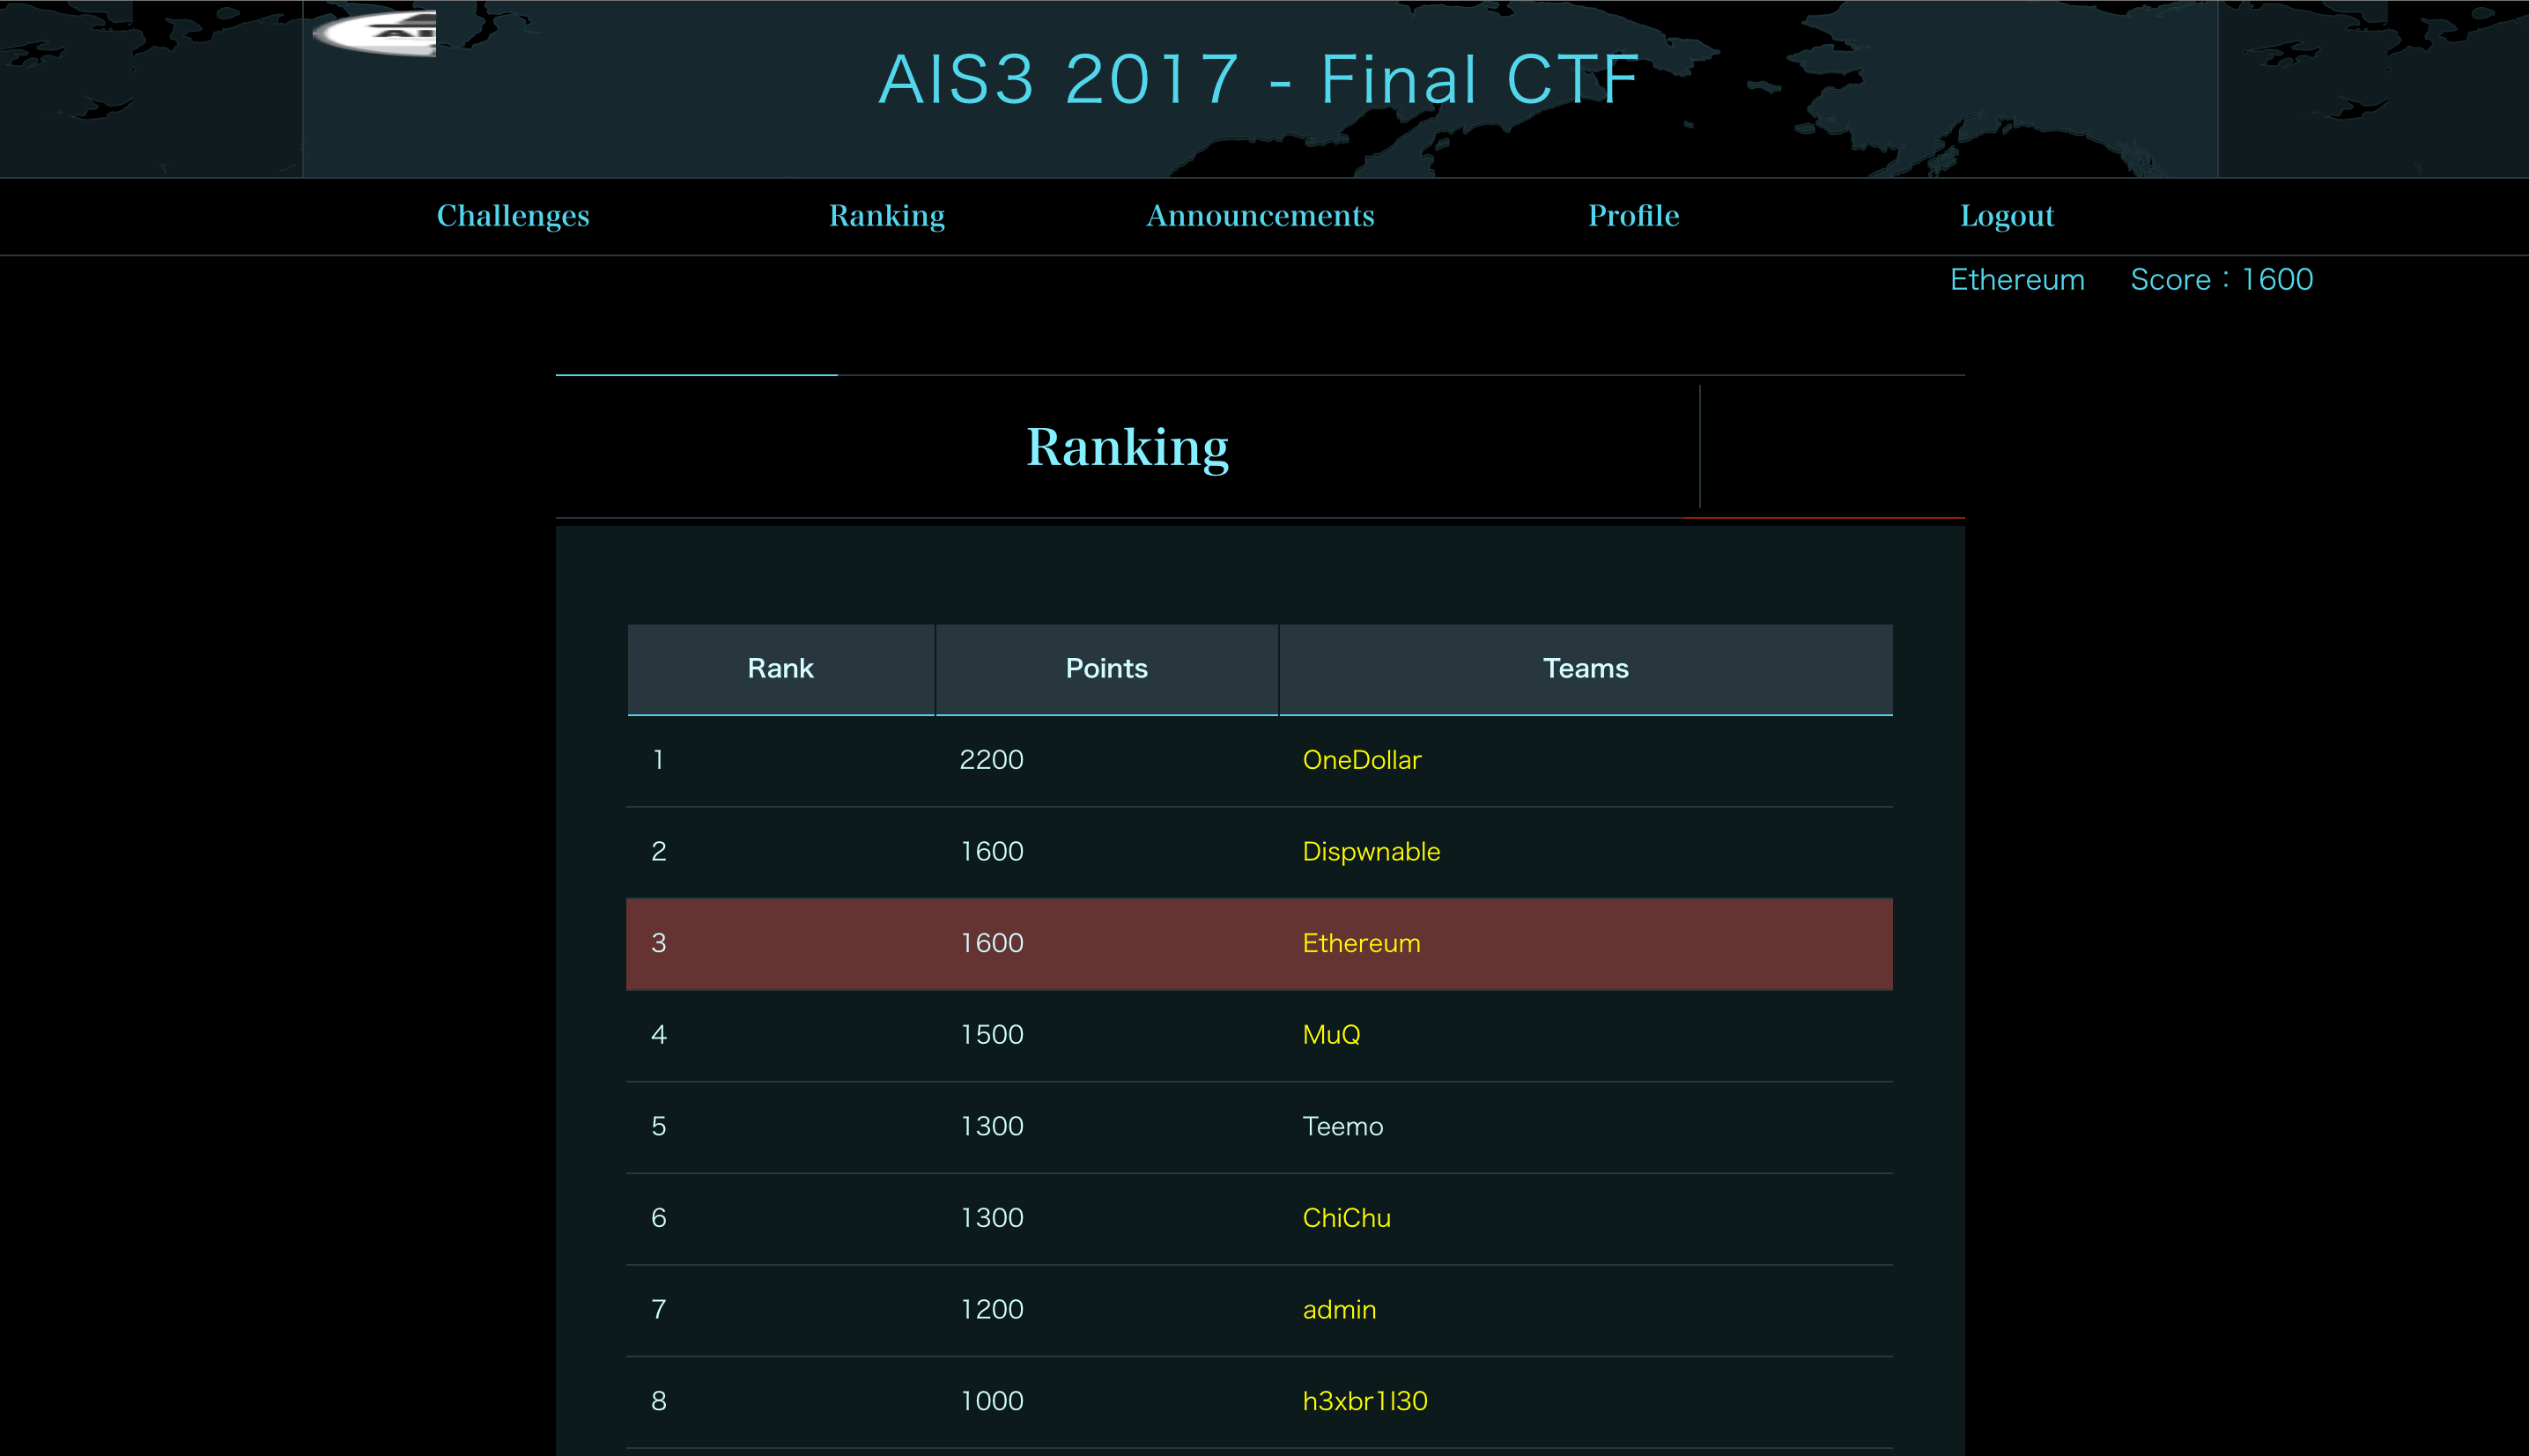 AIS3 2017 - Final CTF
Challenges Ranking Announcements Profile Logout
Ethereum Score：1600
Ranking
Rank Points Teams
1 2200 OneDollar
2 1600 Dispwnable
3 1600 Ethereum
4 1500 MuQ
5 1300 Teemo
6 1300 ChiChu
7 1200 admin
8 1000 h3xbr1l30